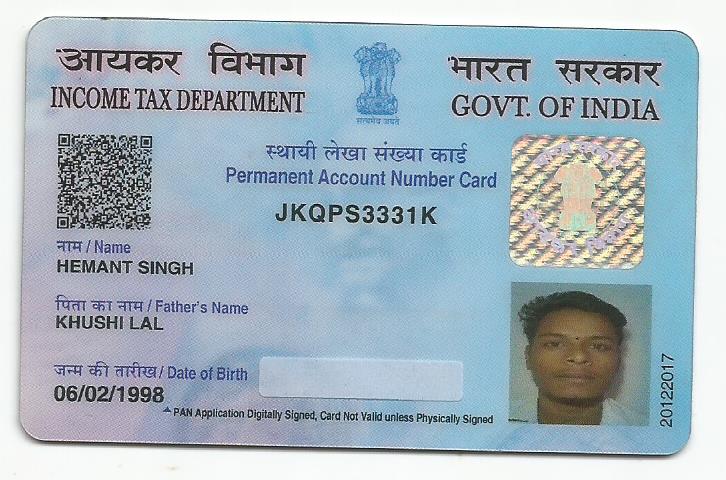 आयकर विभाग
INCOME TAX DEPARTMENT
सत्यमेव जयते
भारत सरकार
GOVT. OF INDIA
स्थायी लेखा संख्या कार्ड
Permanent Account Number Card
JKQPS3331K
नाम / Name
HEMANT SINGH
पिता का नाम / Father's Name
KHUSHI LAL
जन्म की तारीख / Date of Birth
06/02/1998
PAN Application Digitally Signed, Card Not Valid unless Physically Signed
20122017